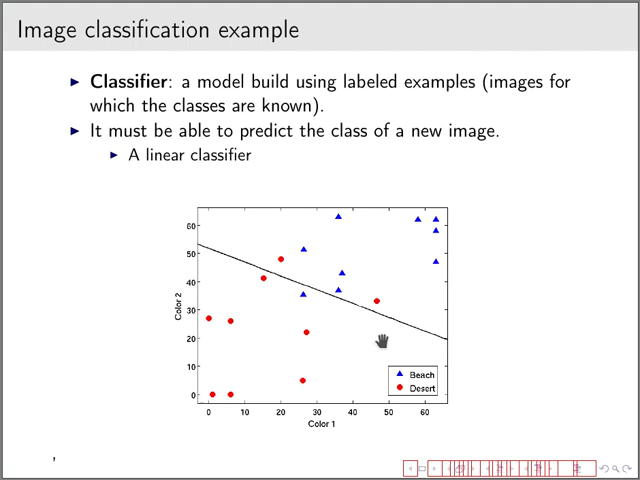 Image classification example
Classifier: a model build using labeled examples (images for
which the classes are known).
It must be able to predict the class of a new image.
A linear classifier
60
50
40
30
20
10
0
Color 2
0 10 20 30 40 50 60
Color 1
Beach
Desert
,